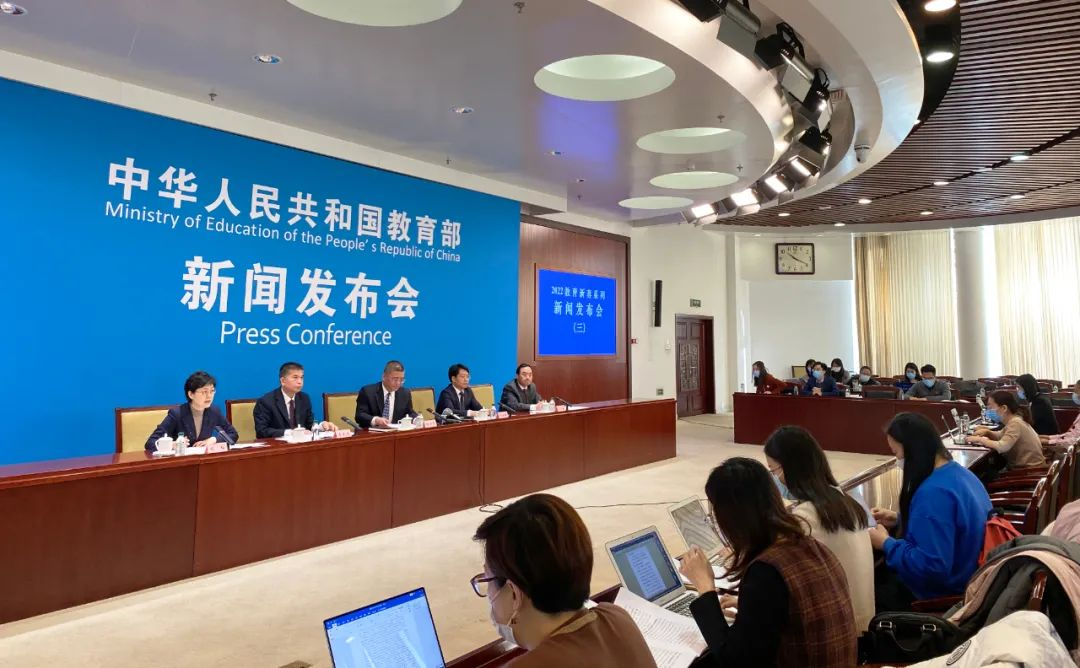 中华人民共和国教育部
Ministry of Education of the People's Republic of China
新闻发布会
Press Conference
2022教育新春系列
新闻发布会
（三）